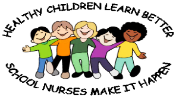 HEALTHY CHILDREN LEARN BETTER
SCHOOL NURSES MAKE IT HAPPEN